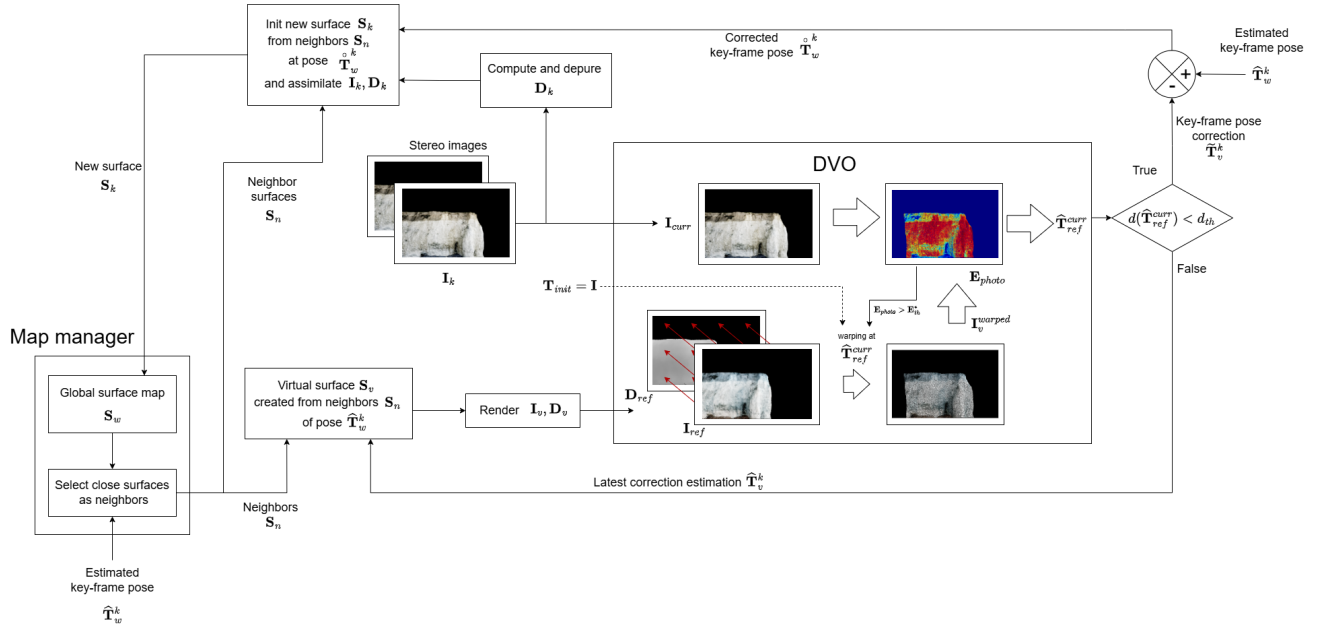 Init new surface S_k
from neighbors S_n
at pose T̊_w^k
and assimilate I_k, D_k
Compute and depure
D_k
Corrected
key-frame pose T̊_w^k
Estimated
key-frame pose
T̂_w^k
+
-
Key-frame pose
correction
T̃_v^k
True
d(T̂_ref^curr) < d_th
False
New surface
S_k
Neighbor
surfaces
S_n
Stereo images
I_k
DVO
I_curr
E_photo
T̂_ref^curr
T_init = I
E_photo > E_th^*
I_v^warped
warping at
T̂_ref^curr
D_ref
I_ref
Map manager
Global surface map
S_w
Select close surfaces
as neighbors
Virtual surface S_v
created from neighbors S_n
of pose T̂_w^k
Render I_v, D_v
Latest correction estimation T̂_v^k
Neighbors
S_n
Estimated
key-frame pose
T̂_w^k